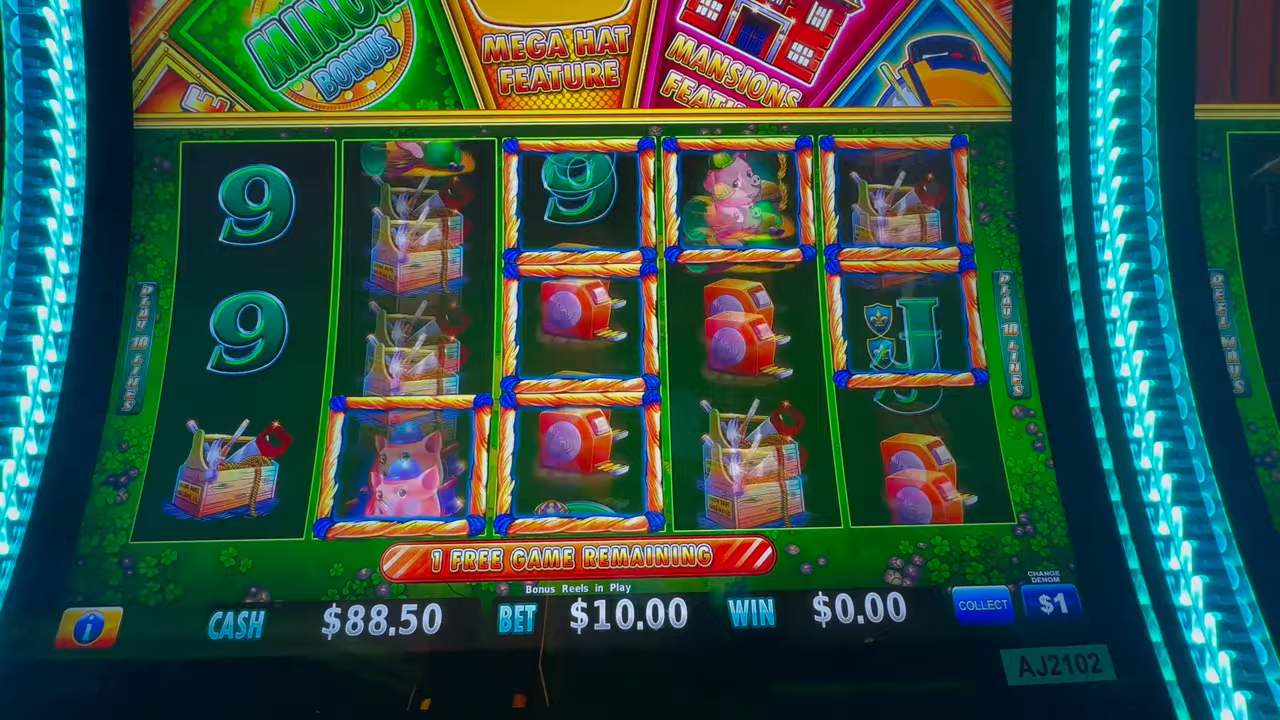 MINOR
BONUS
MEGA HAT
FEATURE
MANSIONS
9
9
9
J
PLAY 10 LINES
PLAY 10 LINES
REEL WAYS
1 FREE GAME REMAINING
Bonus Reels in Play
CASH $88.50 BET $10.00 WIN $0.00
COLLECT
CHANGE
DENOM
$1
AJ2102